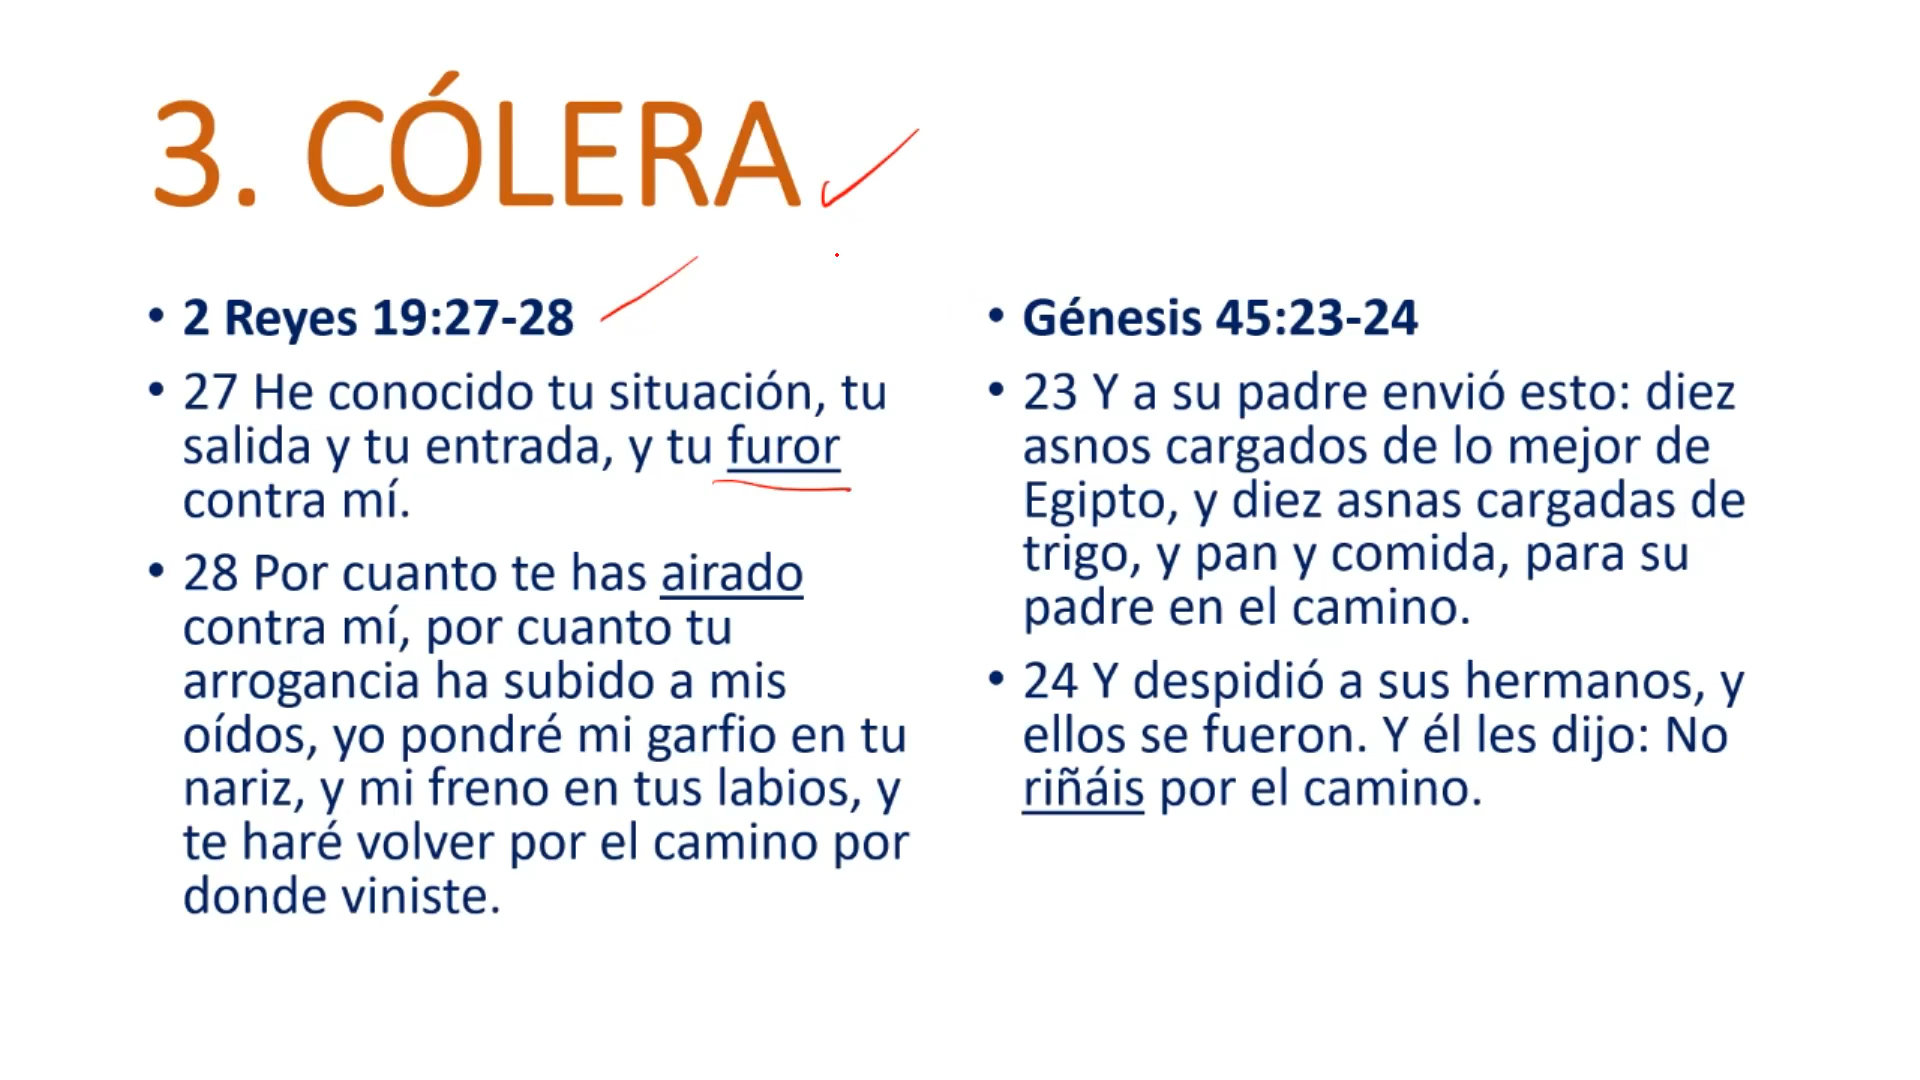 3. CÓLERA
• 2 Reyes 19:27-28
• 27 He conocido tu situación, tu
salida y tu entrada, y tu furor
contra mí.
• 28 Por cuanto te has airado
contra mí, por cuanto tu
arrogancia ha subido a mis
oídos, yo pondré mi garfio en tu
nariz, y mi freno en tus labios, y
te haré volver por el camino por
donde viniste.
• Génesis 45:23-24
• 23 Y a su padre envió esto: diez
asnos cargados de lo mejor de
Egipto, y diez asnas cargadas de
trigo, y pan y comida, para su
padre en el camino.
• 24 Y despidió a sus hermanos, y
ellos se fueron. Y él les dijo: No
riñáis por el camino.